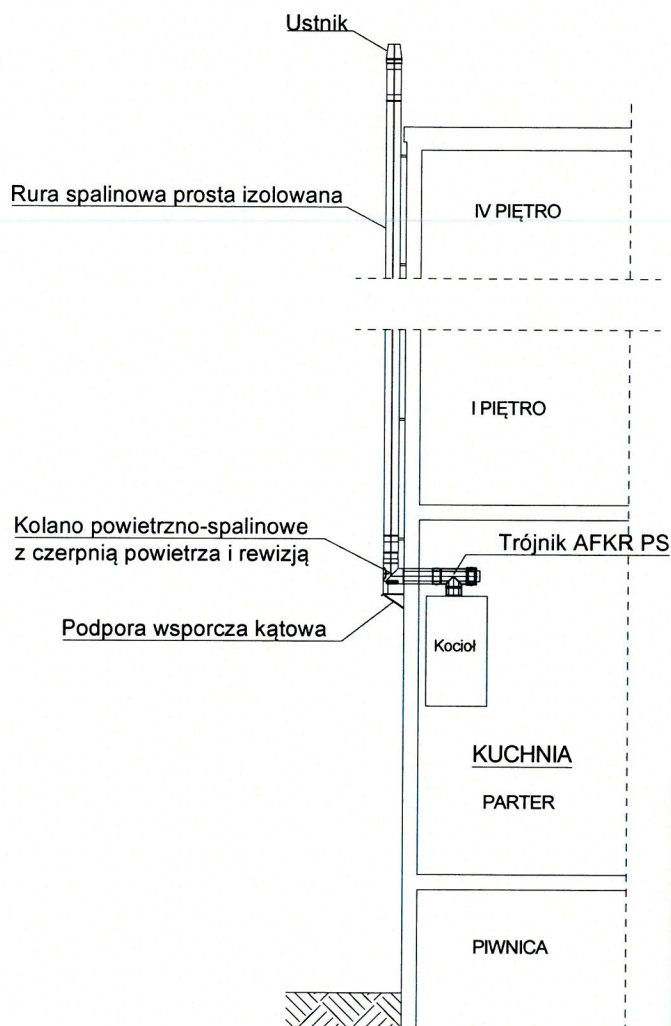 Ustnik
Rura spalinowa prosta izolowana
IV PIĘTRO
I PIĘTRO
Kolano powietrzno-spalinowe
z czerpnią powietrza i rewizją
Trójnik AFKR PS
Podpora wsporcza kątowa
Kocioł
KUCHNIA
PARTER
PIWNICA